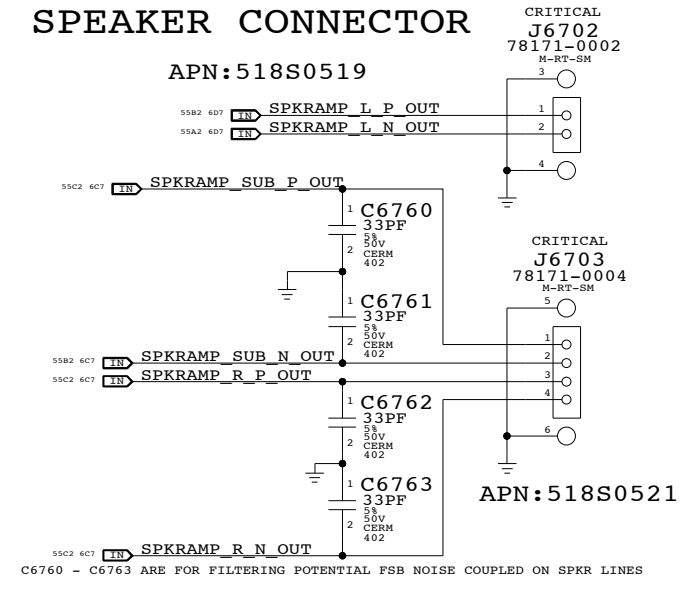 SPEAKER CONNECTOR
CRITICAL
J6702
78171-0002
M-RT-SM
APN:518S0519
3
55B2 6D7 IN SPKRAMP_L_P_OUT 1
55A2 6D7 IN SPKRAMP_L_N_OUT 2
4
55C2 6C7 IN SPKRAMP_SUB_P_OUT
1 C6760
33PF
5%
50V
2 CERM
402
CRITICAL
J6703
78171-0004
M-RT-SM
5
1 C6761
33PF
5%
50V
2 CERM
402
1
55B2 6C7 IN SPKRAMP_SUB_N_OUT 2
55C2 6C7 IN SPKRAMP_R_P_OUT 3
4
1 C6762
33PF
5%
50V
2 CERM
402
6
1 C6763
33PF
5%
50V
2 CERM
402
APN:518S0521
55C2 6C7 IN SPKRAMP_R_N_OUT
C6760 - C6763 ARE FOR FILTERING POTENTIAL FSB NOISE COUPLED ON SPKR LINES